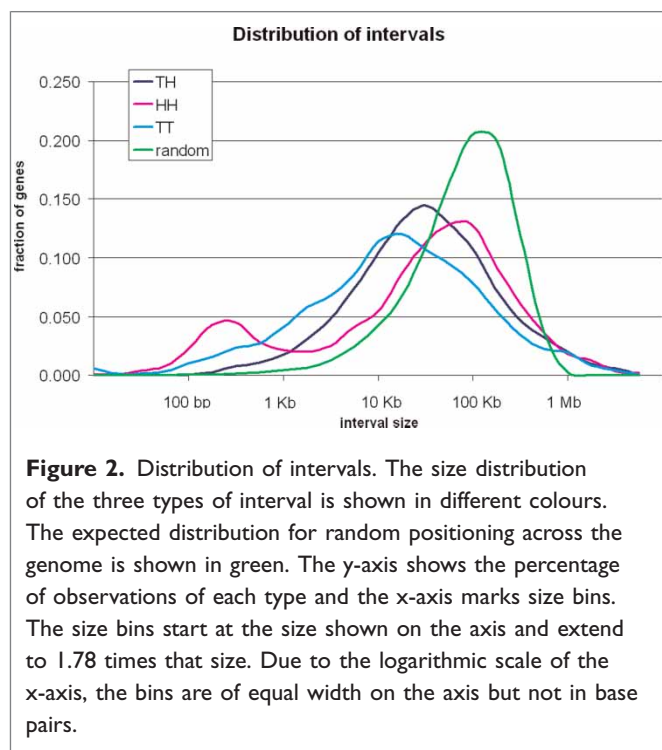 Distribution of intervals
0.250
0.200
0.150
0.100
0.050
0.000
fraction of genes
TH
HH
TT
random
100 bp
1 Kb
10 Kb
100 Kb
1 Mb
interval size
Figure 2. Distribution of intervals. The size distribution
of the three types of interval is shown in different colours.
The expected distribution for random positioning across the
genome is shown in green. The y-axis shows the percentage
of observations of each type and the x-axis marks size bins.
The size bins start at the size shown on the axis and extend
to 1.78 times that size. Due to the logarithmic scale of the
x-axis, the bins are of equal width on the axis but not in base
pairs.